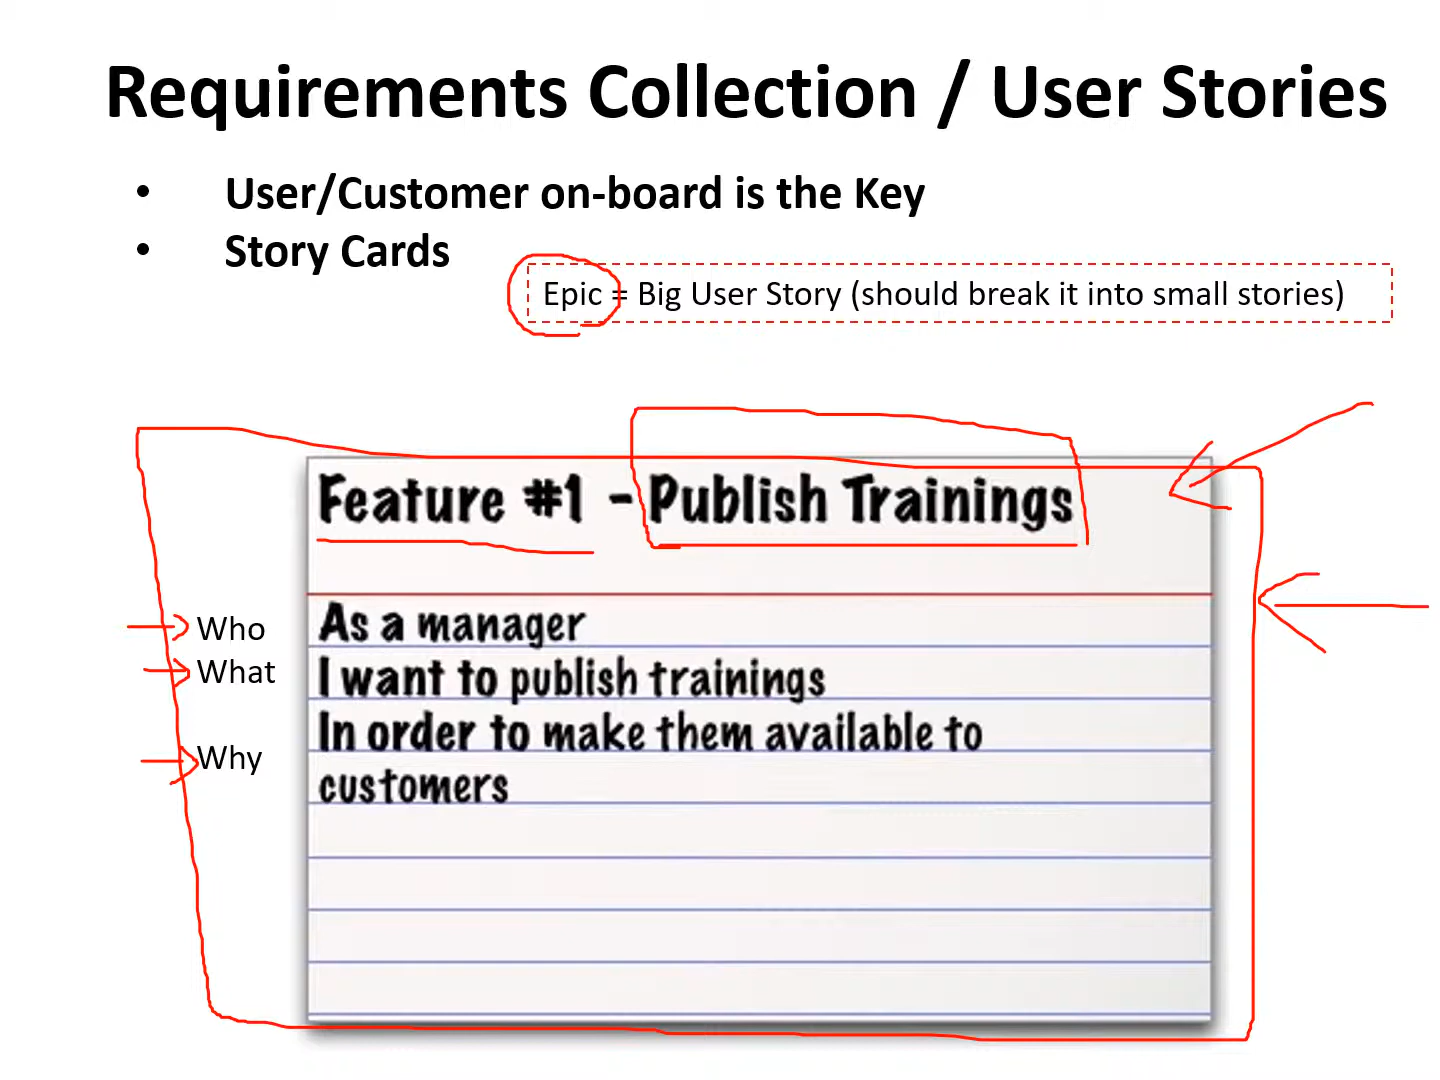 Requirements Collection / User Stories
• User/Customer on-board is the Key
• Story Cards
Epic = Big User Story (should break it into small stories)
Feature #1 - Publish Trainings
Who
As a manager
What
I want to publish trainings
In order to make them available to
Why
customers